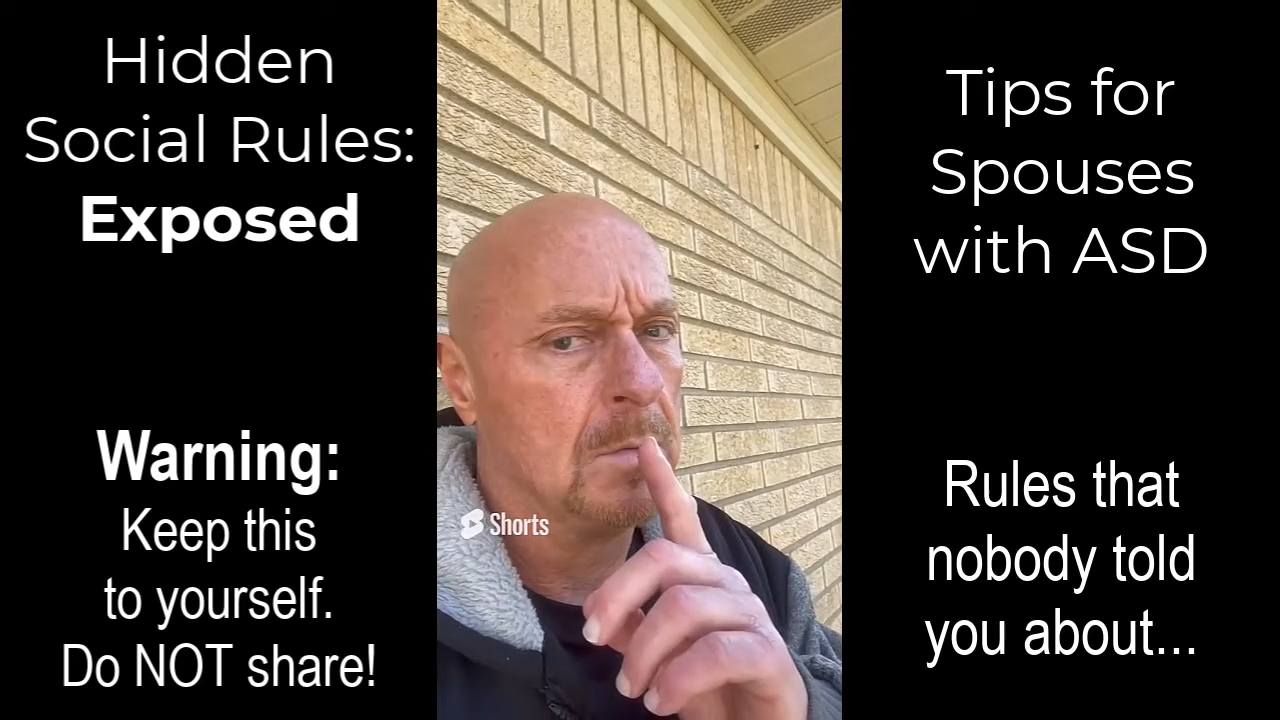 Hidden
Social Rules:
Exposed
Warning:
Keep this
to yourself.
Do NOT share!
Shorts
Tips for
Spouses
with ASD
Rules that
nobody told
you about...